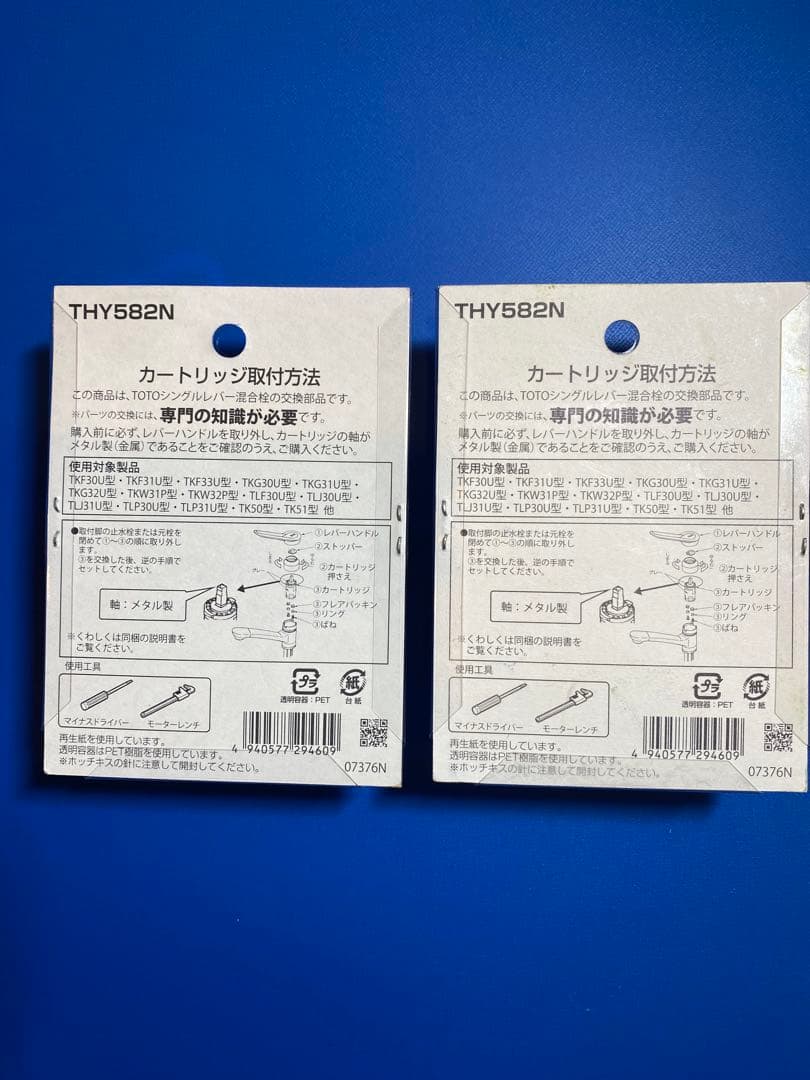 THY582N
カートリッジ取付方法
この商品は、TOTOシングルレバー混合栓の交換部品です。
※パーツの交換には、専門の知識が必要です。
購入前に必ず、レバーハンドルを取り外し、カートリッジの軸が
メタル製(金属)であることをご確認のうえ、ご購入ください。
使用対象製品
TKF30U型・TKF31U型・TKF33U型・TKG30U型・TKG31U型・
TKG32U型・TKW31P型・TKW32P型・TLF30U型・TLJ30U型・
TLJ31U型・TLP30U型・TLP31U型・TK50型・TK51型 他
●取付脚の止水栓または元栓を
閉めて①〜③の順に取り外し
ます。
③を交換した後、逆の手順で
セットしてください。
①レバーハンドル
②ストッパー
②カートリッジ
押さえ
③カートリッジ
③フレアパッキン
③リング
③ばね
グレー
軸：メタル製
※くわしくは同梱の説明書を
ご覧ください。
使用工具
マイナスドライバー
モーターレンチ
プラ
透明容器：PET
紙
台紙
再生紙を使用しています。
透明容器はPET樹脂を使用しています。
※ホッチキスの針に注意して開封してください。
4 940577 294609
07376N
THY582N
カートリッジ取付方法
この商品は、TOTOシングルレバー混合栓の交換部品です。
※パーツの交換には、専門の知識が必要です。
購入前に必ず、レバーハンドルを取り外し、カートリッジの軸が
メタル製(金属)であることをご確認のうえ、ご購入ください。
使用対象製品
TKF30U型・TKF31U型・TKF33U型・TKG30U型・TKG31U型・
TKG32U型・TKW31P型・TKW32P型・TLF30U型・TLJ30U型・
TLJ31U型・TLP30U型・TLP31U型・TK50型・TK51型 他
●取付脚の止水栓または元栓を
閉めて①〜③の順に取り外し
ます。
③を交換した後、逆の手順で
セットしてください。
①レバーハンドル
②ストッパー
②カートリッジ
押さえ
③カートリッジ
③フレアパッキン
③リング
③ばね
グレー
軸：メタル製
※くわしくは同梱の説明書を
ご覧ください。
使用工具
マイナスドライバー
モーターレンチ
プラ
透明容器：PET
紙
台紙
再生紙を使用しています。
透明容器はPET樹脂を使用しています。
※ホッチキスの針に注意して開封してください。
4 940577 294609
07376N